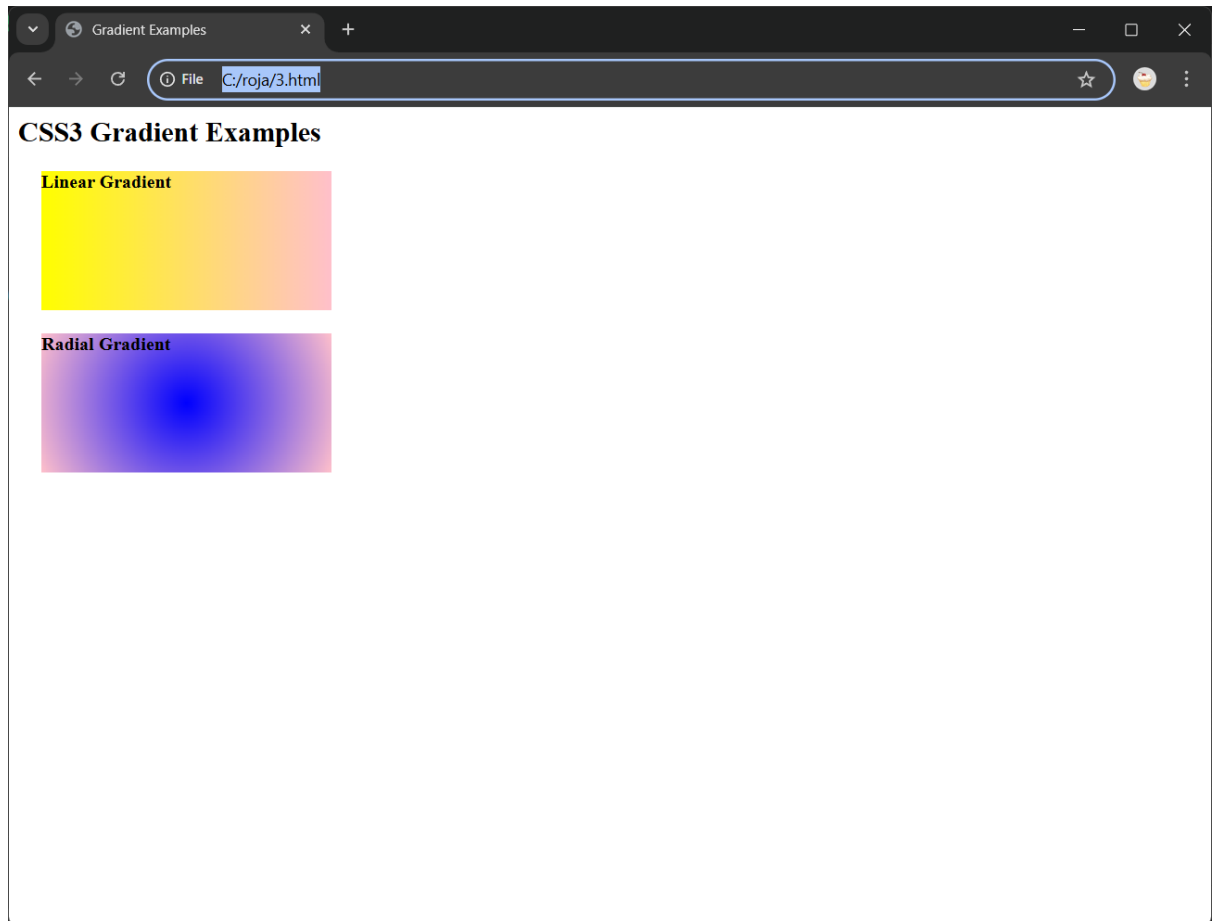 Gradient Examples
File C:/roja/3.html
CSS3 Gradient Examples
Linear Gradient
Radial Gradient